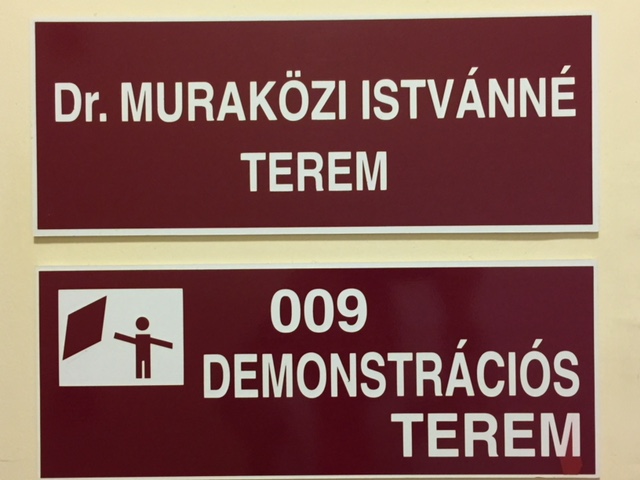 Dr. MURAKÖZI ISTVÁNNÉ
TEREM
009
DEMONSTRÁCIÓS
TEREM